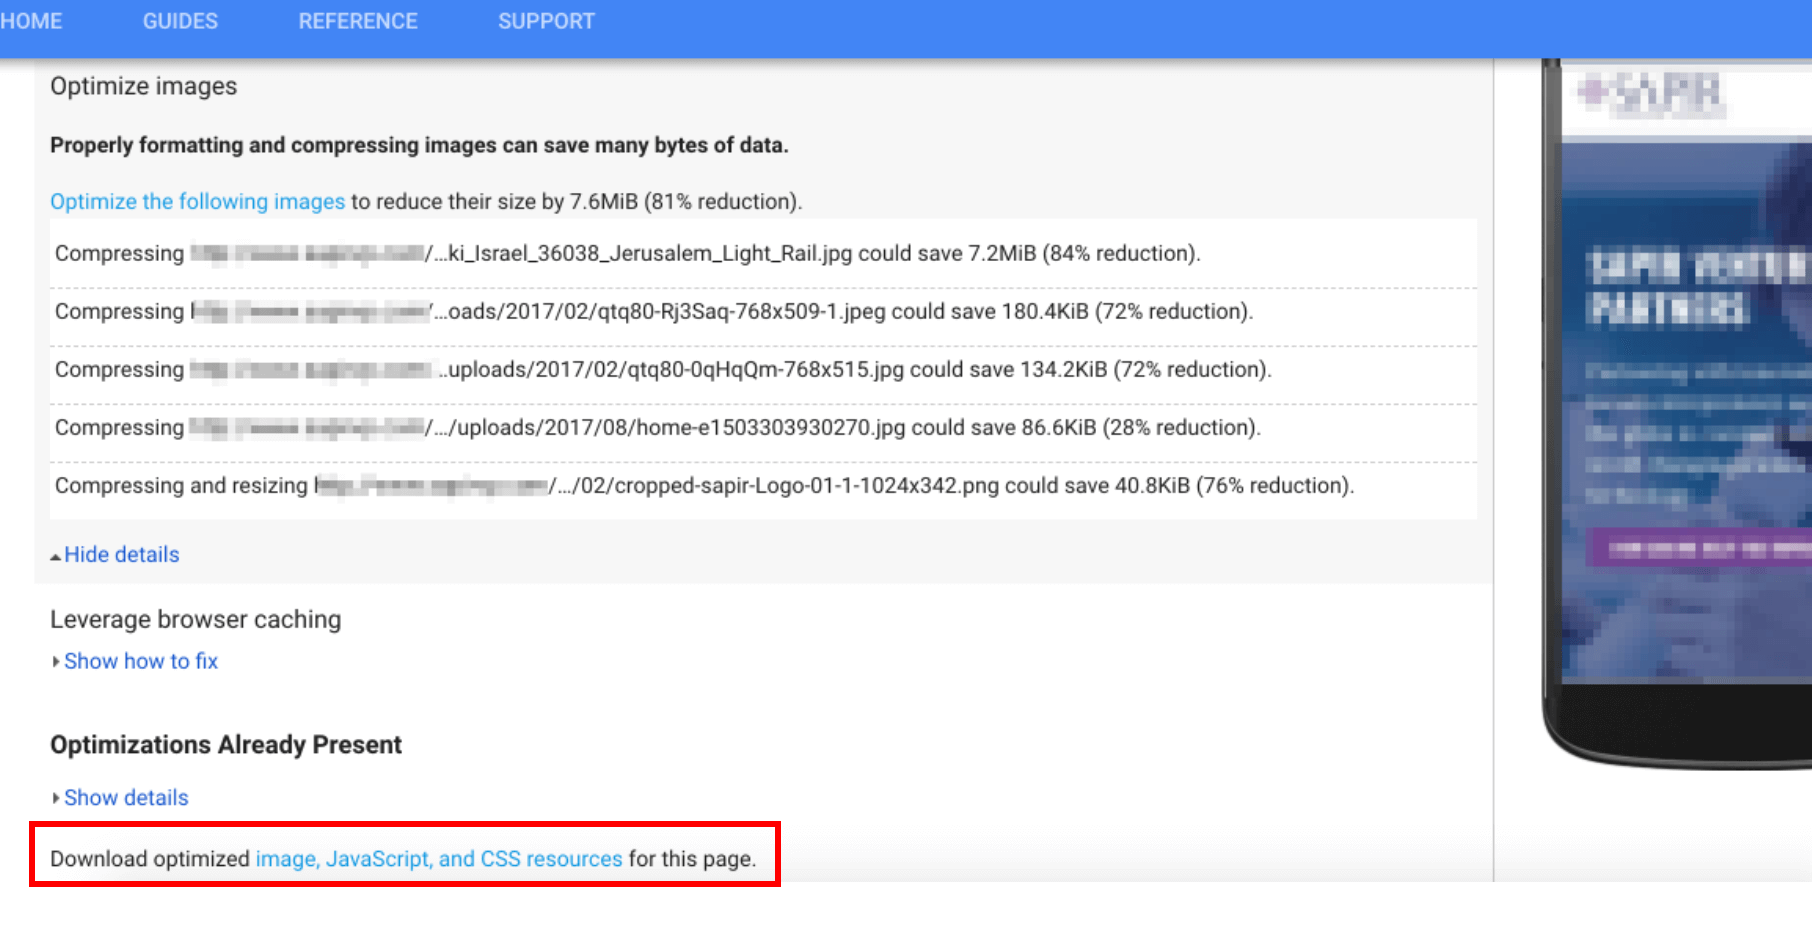 HOME GUIDES REFERENCE SUPPORT
Optimize images
Properly formatting and compressing images can save many bytes of data.
Optimize the following images to reduce their size by 7.6MiB (81% reduction).
Compressing /...ki_Israel_36038_Jerusalem_Light_Rail.jpg could save 7.2MiB (84% reduction).
Compressing /...oads/2017/02/qtq80-Rj3Saq-768x509-1.jpeg could save 180.4KiB (72% reduction).
Compressing ..uploads/2017/02/qtq80-0qHqQm-768x515.jpg could save 134.2KiB (72% reduction).
Compressing /.../uploads/2017/08/home-e1503303930270.jpg could save 86.6KiB (28% reduction).
Compressing and resizing /.../02/cropped-sapir-Logo-01-1-1024x342.png could save 40.8KiB (76% reduction).
Hide details
Leverage browser caching
Show how to fix
Optimizations Already Present
Show details
Download optimized image, JavaScript, and CSS resources for this page.
SAPIR
SAPIR
PARTNERS